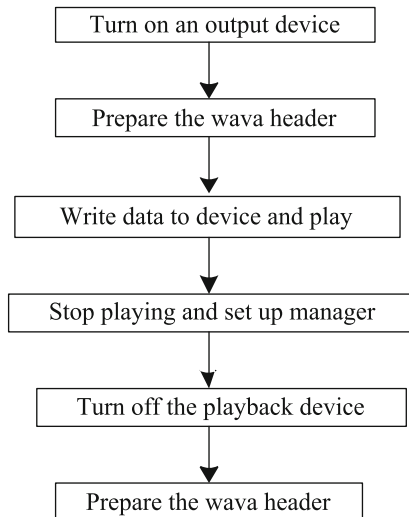 Turn on an output device
Prepare the wava header
Write data to device and play
Stop playing and set up manager
Turn off the playback device
Prepare the wava header